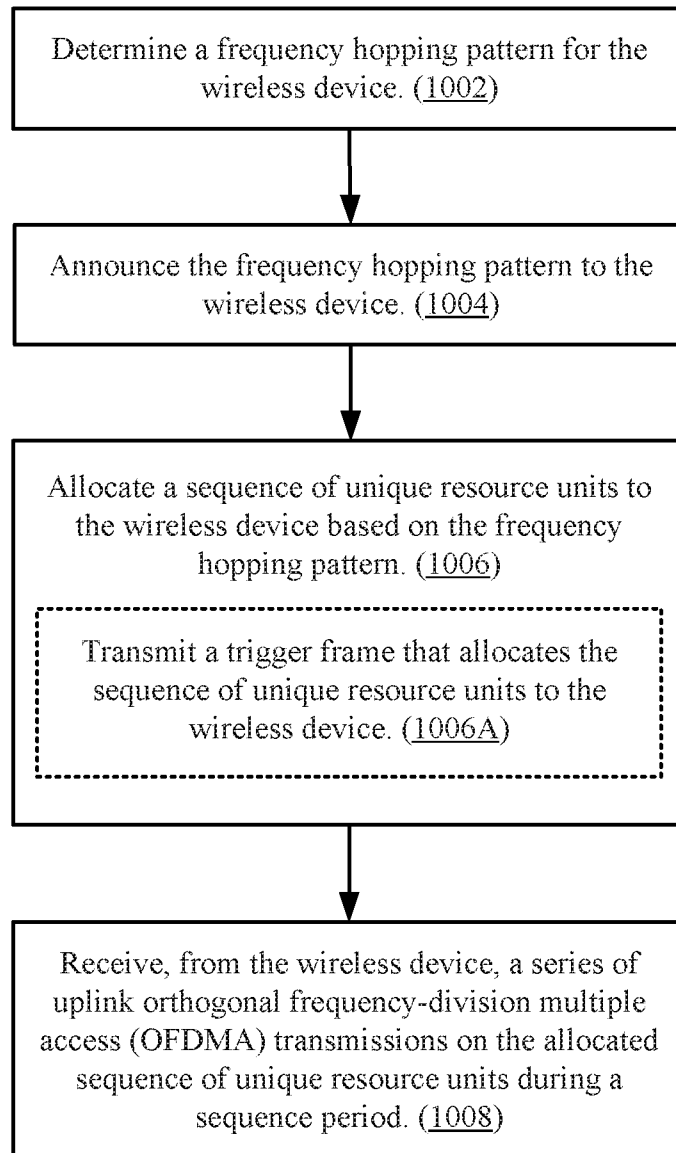 Determine a frequency hopping pattern for the
wireless device. (1002)
Announce the frequency hopping pattern to the
wireless device. (1004)
Allocate a sequence of unique resource units to
the wireless device based on the frequency
hopping pattern. (1006)
Transmit a trigger frame that allocates the
sequence of unique resource units to the
wireless device. (1006A)
Receive, from the wireless device, a series of
uplink orthogonal frequency-division multiple
access (OFDMA) transmissions on the allocated
sequence of unique resource units during a
sequence period. (1008)